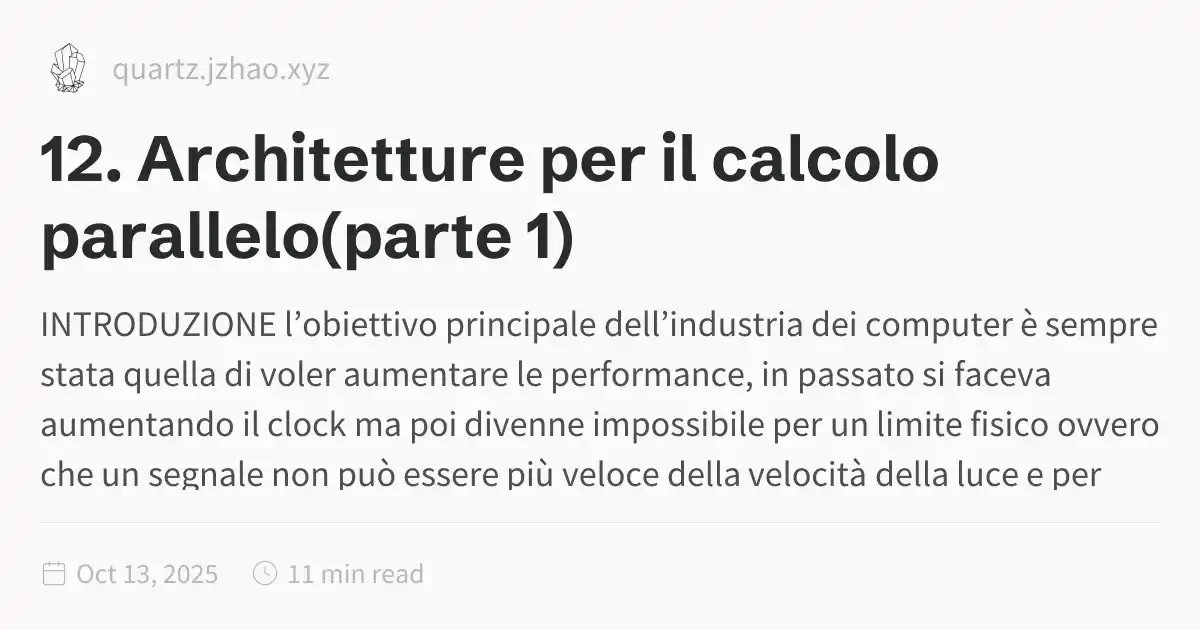 quartz.jzhao.xyz
12. Architetture per il calcolo
parallelo(parte 1)
INTRODUZIONE l’obiettivo principale dell’industria dei computer è sempre
stata quella di voler aumentare le performance, in passato si faceva
aumentando il clock ma poi divenne impossibile per un limite fisico ovvero
che un segnale non può essere più veloce della velocità della luce e per
Oct 13, 2025
11 min read